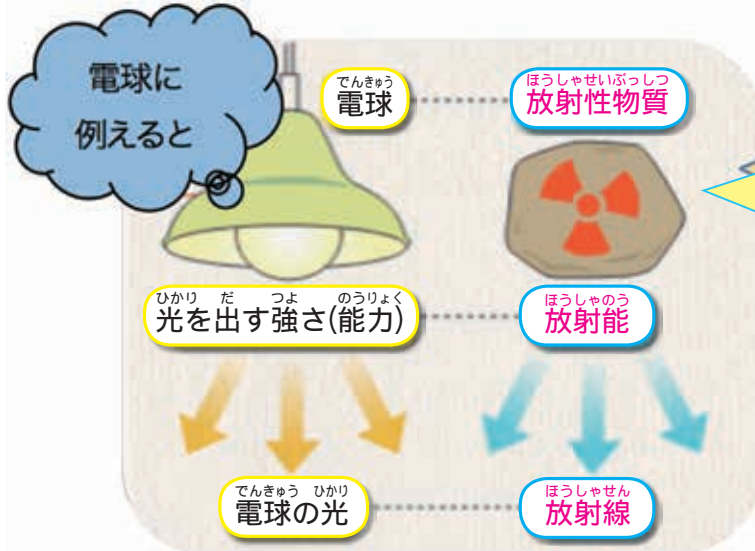 電球に
例えると
でんきゅう
電球
ほうしゃせいぶっしつ
放射性物質
ひかり だ つよ のうりょく
光を出す強さ(能力)
ほうしゃのう
放射能
でんきゅう ひかり
電球の光
ほうしゃせん
放射線